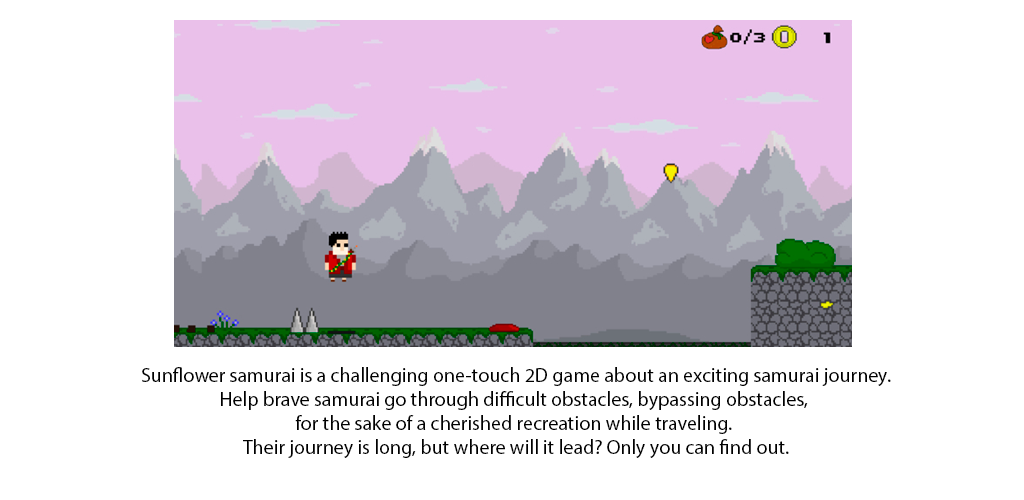 0/3 0 1
Sunflower samurai is a challenging one-touch 2D game about an exciting samurai journey.
Help brave samurai go through difficult obstacles, bypassing obstacles,
for the sake of a cherished recreation while traveling.
Their journey is long, but where will it lead? Only you can find out.